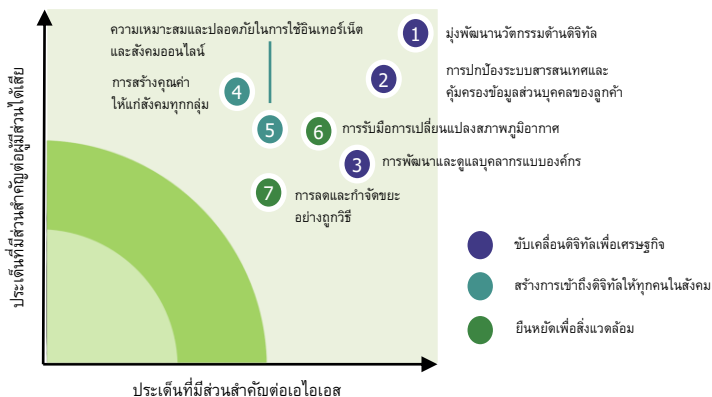 ความเหมาะสมและปลอดภัยในการใช้อินเทอร์เน็ต
และสังคมออนไลน์
1
มุ่งพัฒนานวัตกรรมด้านดิจิทัล
2
การปกป้องระบบสารสนเทศและ
คุ้มครองข้อมูลส่วนบุคคลของลูกค้า
การสร้างคุณค่า
ให้แก่สังคมทุกกลุ่ม
4
5
6
การรับมือการเปลี่ยนแปลงสภาพภูมิอากาศ
3
การพัฒนาและดูแลบุคลากรแบบองค์กร
7
การลดและกำจัดขยะ
อย่างถูกวิธี
ขับเคลื่อนดิจิทัลเพื่อเศรษฐกิจ
สร้างการเข้าถึงดิจิทัลให้ทุกคนในสังคม
ยืนหยัดเพื่อสิ่งแวดล้อม
ประเด็นที่มีส่วนสำคัญต่อผู้มีส่วนได้เสีย
ประเด็นที่มีส่วนสำคัญต่อเอไอเอส